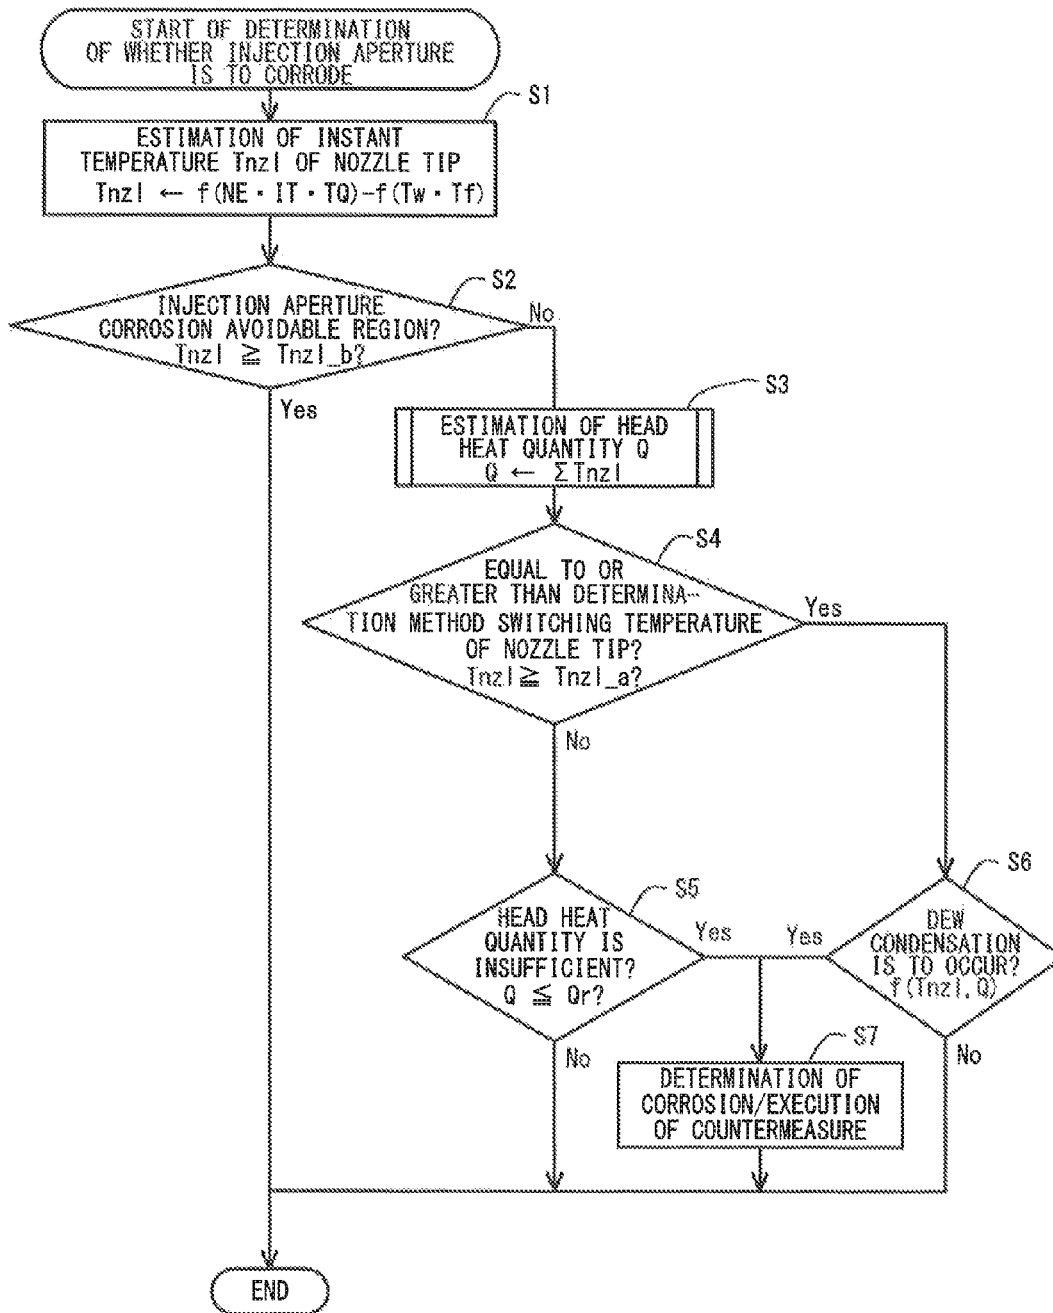 START OF DETERMINATION
OF WHETHER INJECTION APERTURE
IS TO CORRODE
S1
ESTIMATION OF INSTANT
TEMPERATURE Tnzl OF NOZZLE TIP
Tnzl ← f(NE・IT・TQ)-f(Tw・Tf)
S2
INJECTION APERTURE
CORROSION AVOIDABLE REGION?
Tnzl ≧ Tnzl_b?
No
Yes
S3
ESTIMATION OF HEAD
HEAT QUANTITY Q
Q ← ΣTnzl
S4
EQUAL TO OR
GREATER THAN DETERMINA-
TION METHOD SWITCHING TEMPERATURE
OF NOZZLE TIP?
Tnzl≧ Tnzl_a?
Yes
No
S5
HEAD HEAT
QUANTITY IS
INSUFFICIENT?
Q ≦ Qr?
Yes
No
S6
DEW
CONDENSATION
IS TO OCCUR?
f(Tnzl,Q)
Yes
No
S7
DETERMINATION OF
CORROSION/EXECUTION
OF COUNTERMEASURE
END